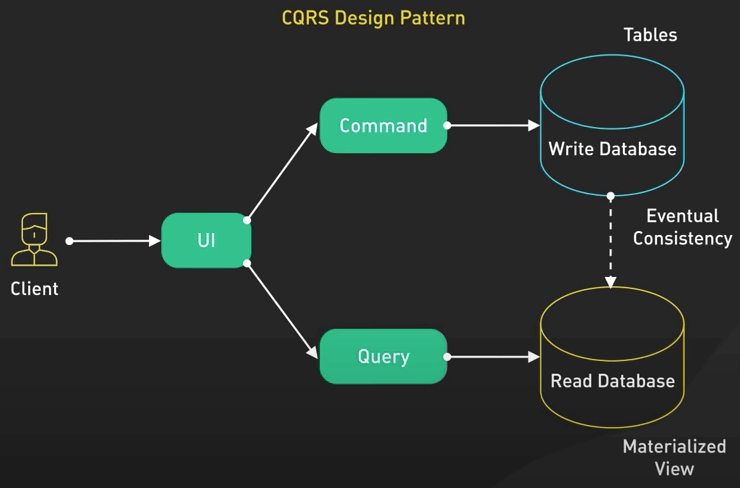 CQRS Design Pattern
Tables
Command
Write Database
UI
Eventual
Consistency
Client
Query
Read Database
Materialized
View